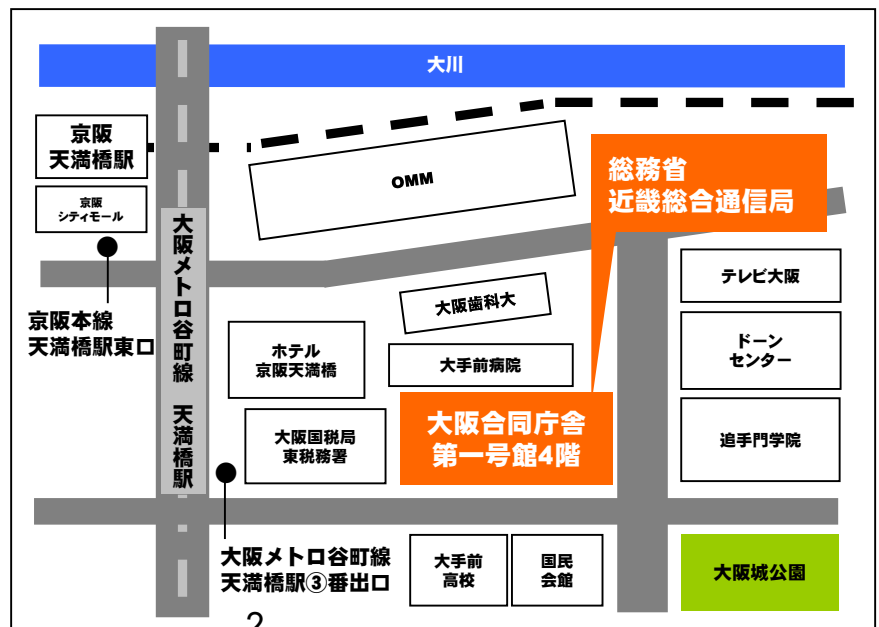 大川
京阪
天満橋駅
京阪
シティモール
OMM
総務省
近畿総合通信局
大阪メトロ谷町線 天満橋駅
京阪本線
天満橋駅東口
ホテル
京阪天満橋
大阪歯科大
大手前病院
テレビ大阪
ドーン
センター
大阪国税局
東税務署
大阪合同庁舎
第一号館4階
追手門学院
大阪メトロ谷町線
天満橋駅③番出口
大手前
高校
国民
会館
大阪城公園
2